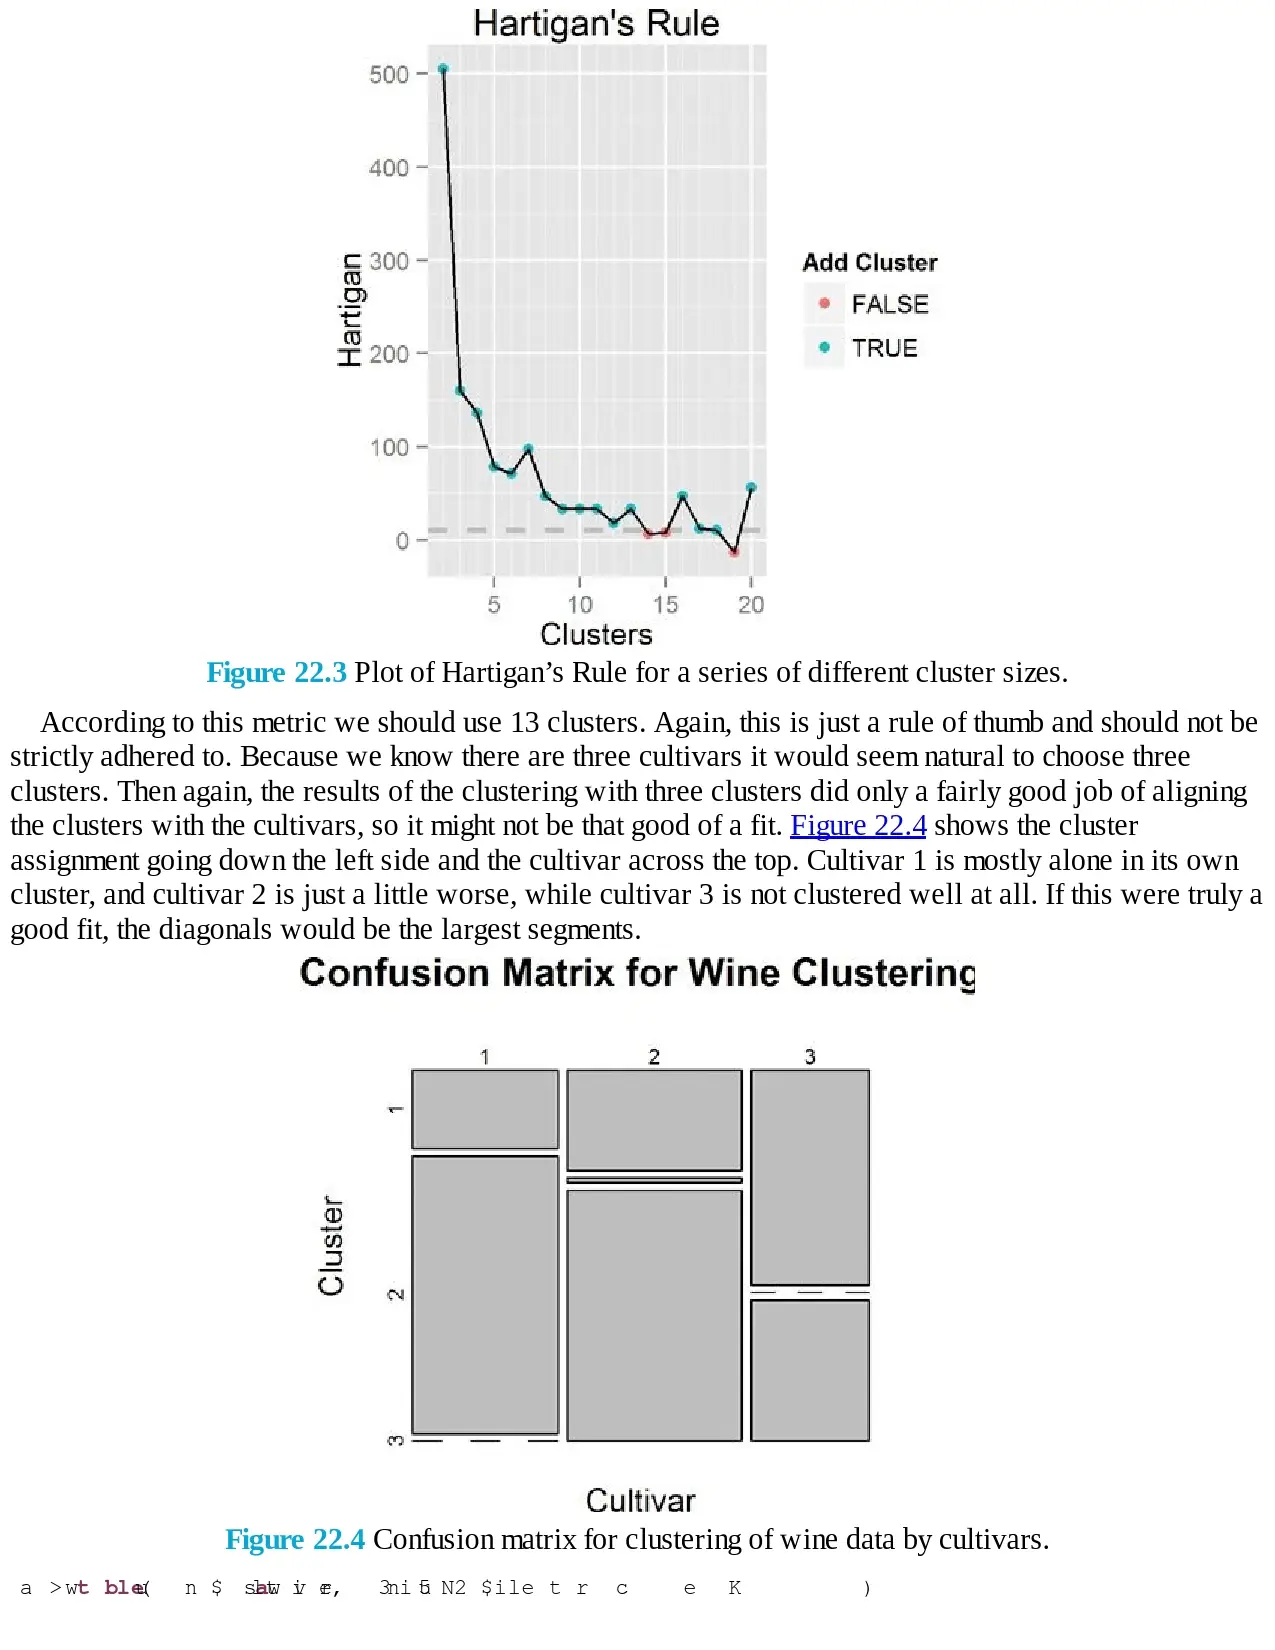 Hartigan's Rule
500
400
300
200
100
0
Hartigan
5 10 15 20
Clusters
Add Cluster
FALSE
TRUE
Figure 22.3 Plot of Hartigan’s Rule for a series of different cluster sizes.
According to this metric we should use 13 clusters. Again, this is just a rule of thumb and should not be
strictly adhered to. Because we know there are three cultivars it would seem natural to choose three
clusters. Then again, the results of the clustering with three clusters did only a fairly good job of aligning
the clusters with the cultivars, so it might not be that good of a fit. Figure 22.4 shows the cluster
assignment going down the left side and the cultivar across the top. Cultivar 1 is mostly alone in its own
cluster, and cultivar 2 is just a little worse, while cultivar 3 is not clustered well at all. If this were truly a
good fit, the diagonals would be the largest segments.
Confusion Matrix for Wine Clustering
1 2 3
1
2
3
Cluster
Cultivar
Figure 22.4 Confusion matrix for clustering of wine data by cultivars.